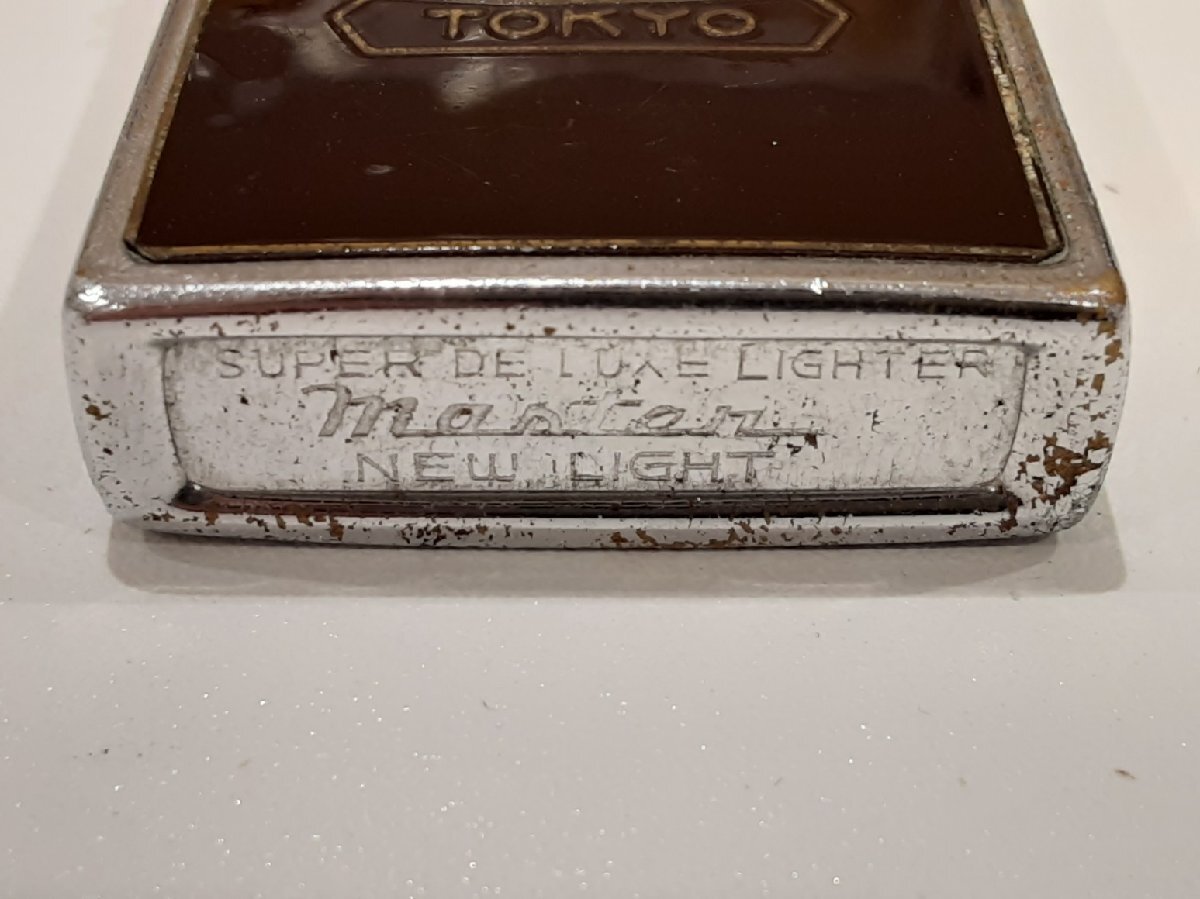 TOKYO
SUPER DE LUXE LIGHTER
Master
NEW LIGHT